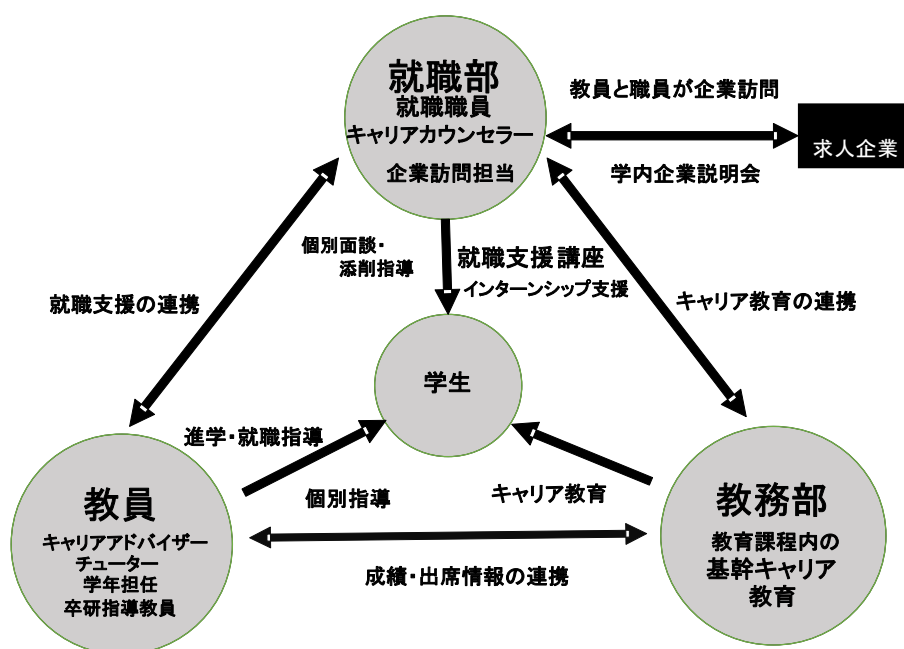 就職部
就職職員
キャリアカウンセラー
企業訪問担当
教員と職員が企業訪問
求人企業
学内企業説明会
個別面談・
添削指導
就職支援講座
インターンシップ支援
就職支援の連携
キャリア教育の連携
学生
進学・就職指導
個別指導
キャリア教育
教員
キャリアアドバイザー
チューター
学年担任
卒研指導教員
成績・出席情報の連携
教務部
教育課程内の
基幹キャリア
教育